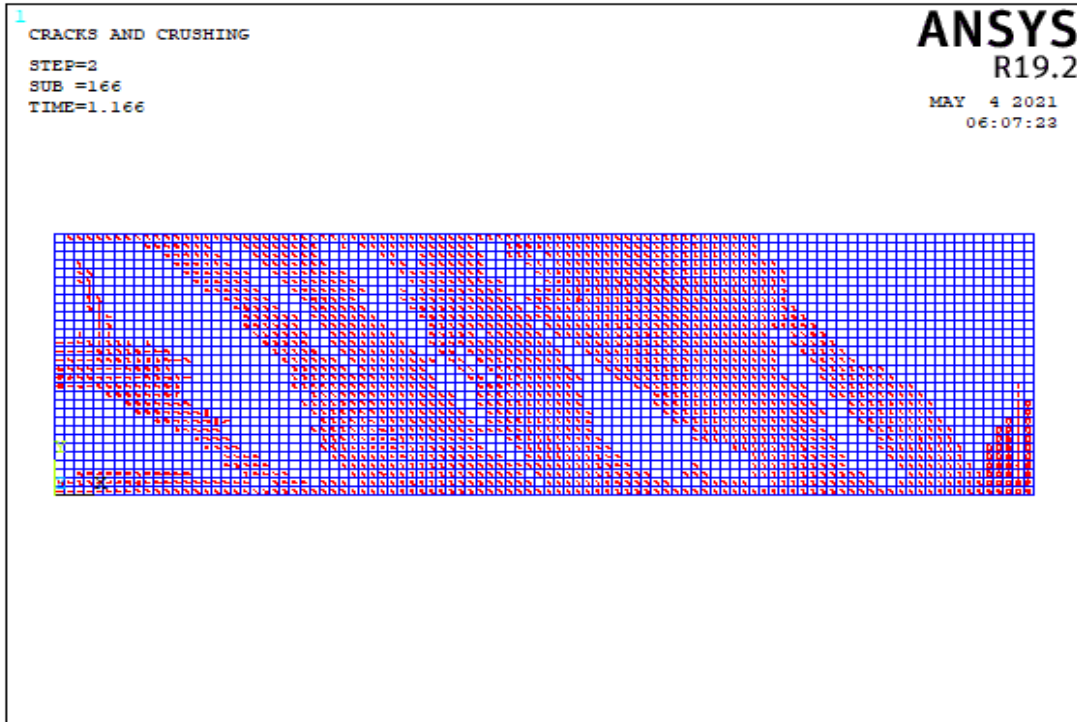 1
CRACKS AND CRUSHING
STEP=2
SUB =166
TIME=1.166
ANSYS
R19.2
MAY  4 2021
06:07:23
Y
X